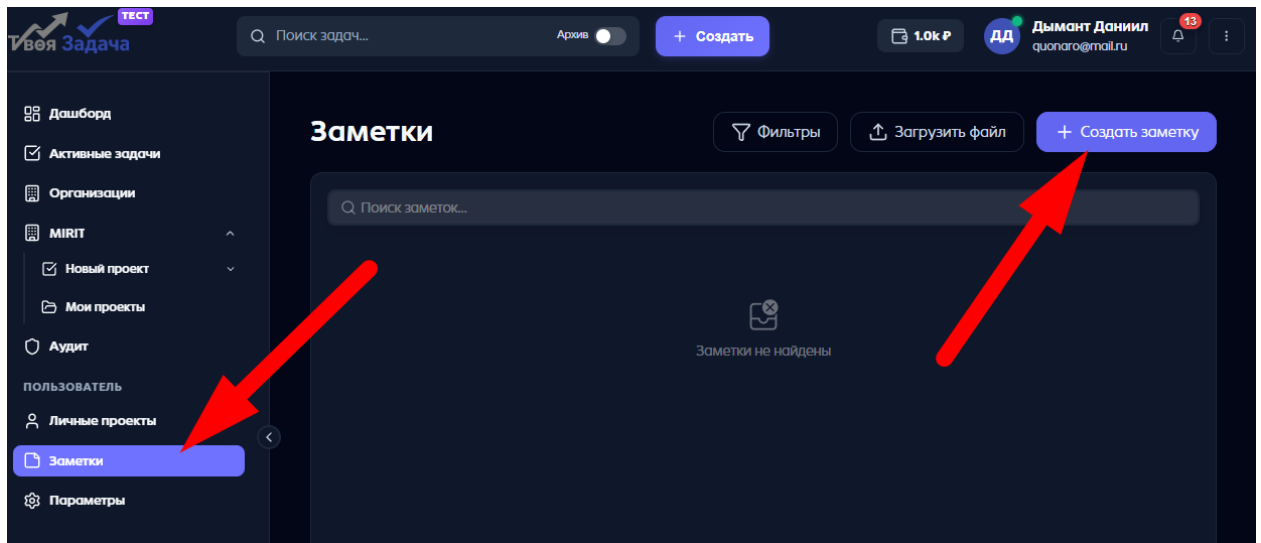 ТЕСТ
Твоя Задача
Поиск задач...
Архив
+ Создать
1.0k ₽
ДД
Дымант Даниил
quonaro@mail.ru
13
Дашборд
Активные задачи
Организации
MIRIT
Новый проект
Мои проекты
Аудит
ПОЛЬЗОВАТЕЛЬ
Личные проекты
Заметки
Параметры
Заметки
Фильтры
Загрузить файл
+ Создать заметку
Поиск заметок...
Заметки не найдены